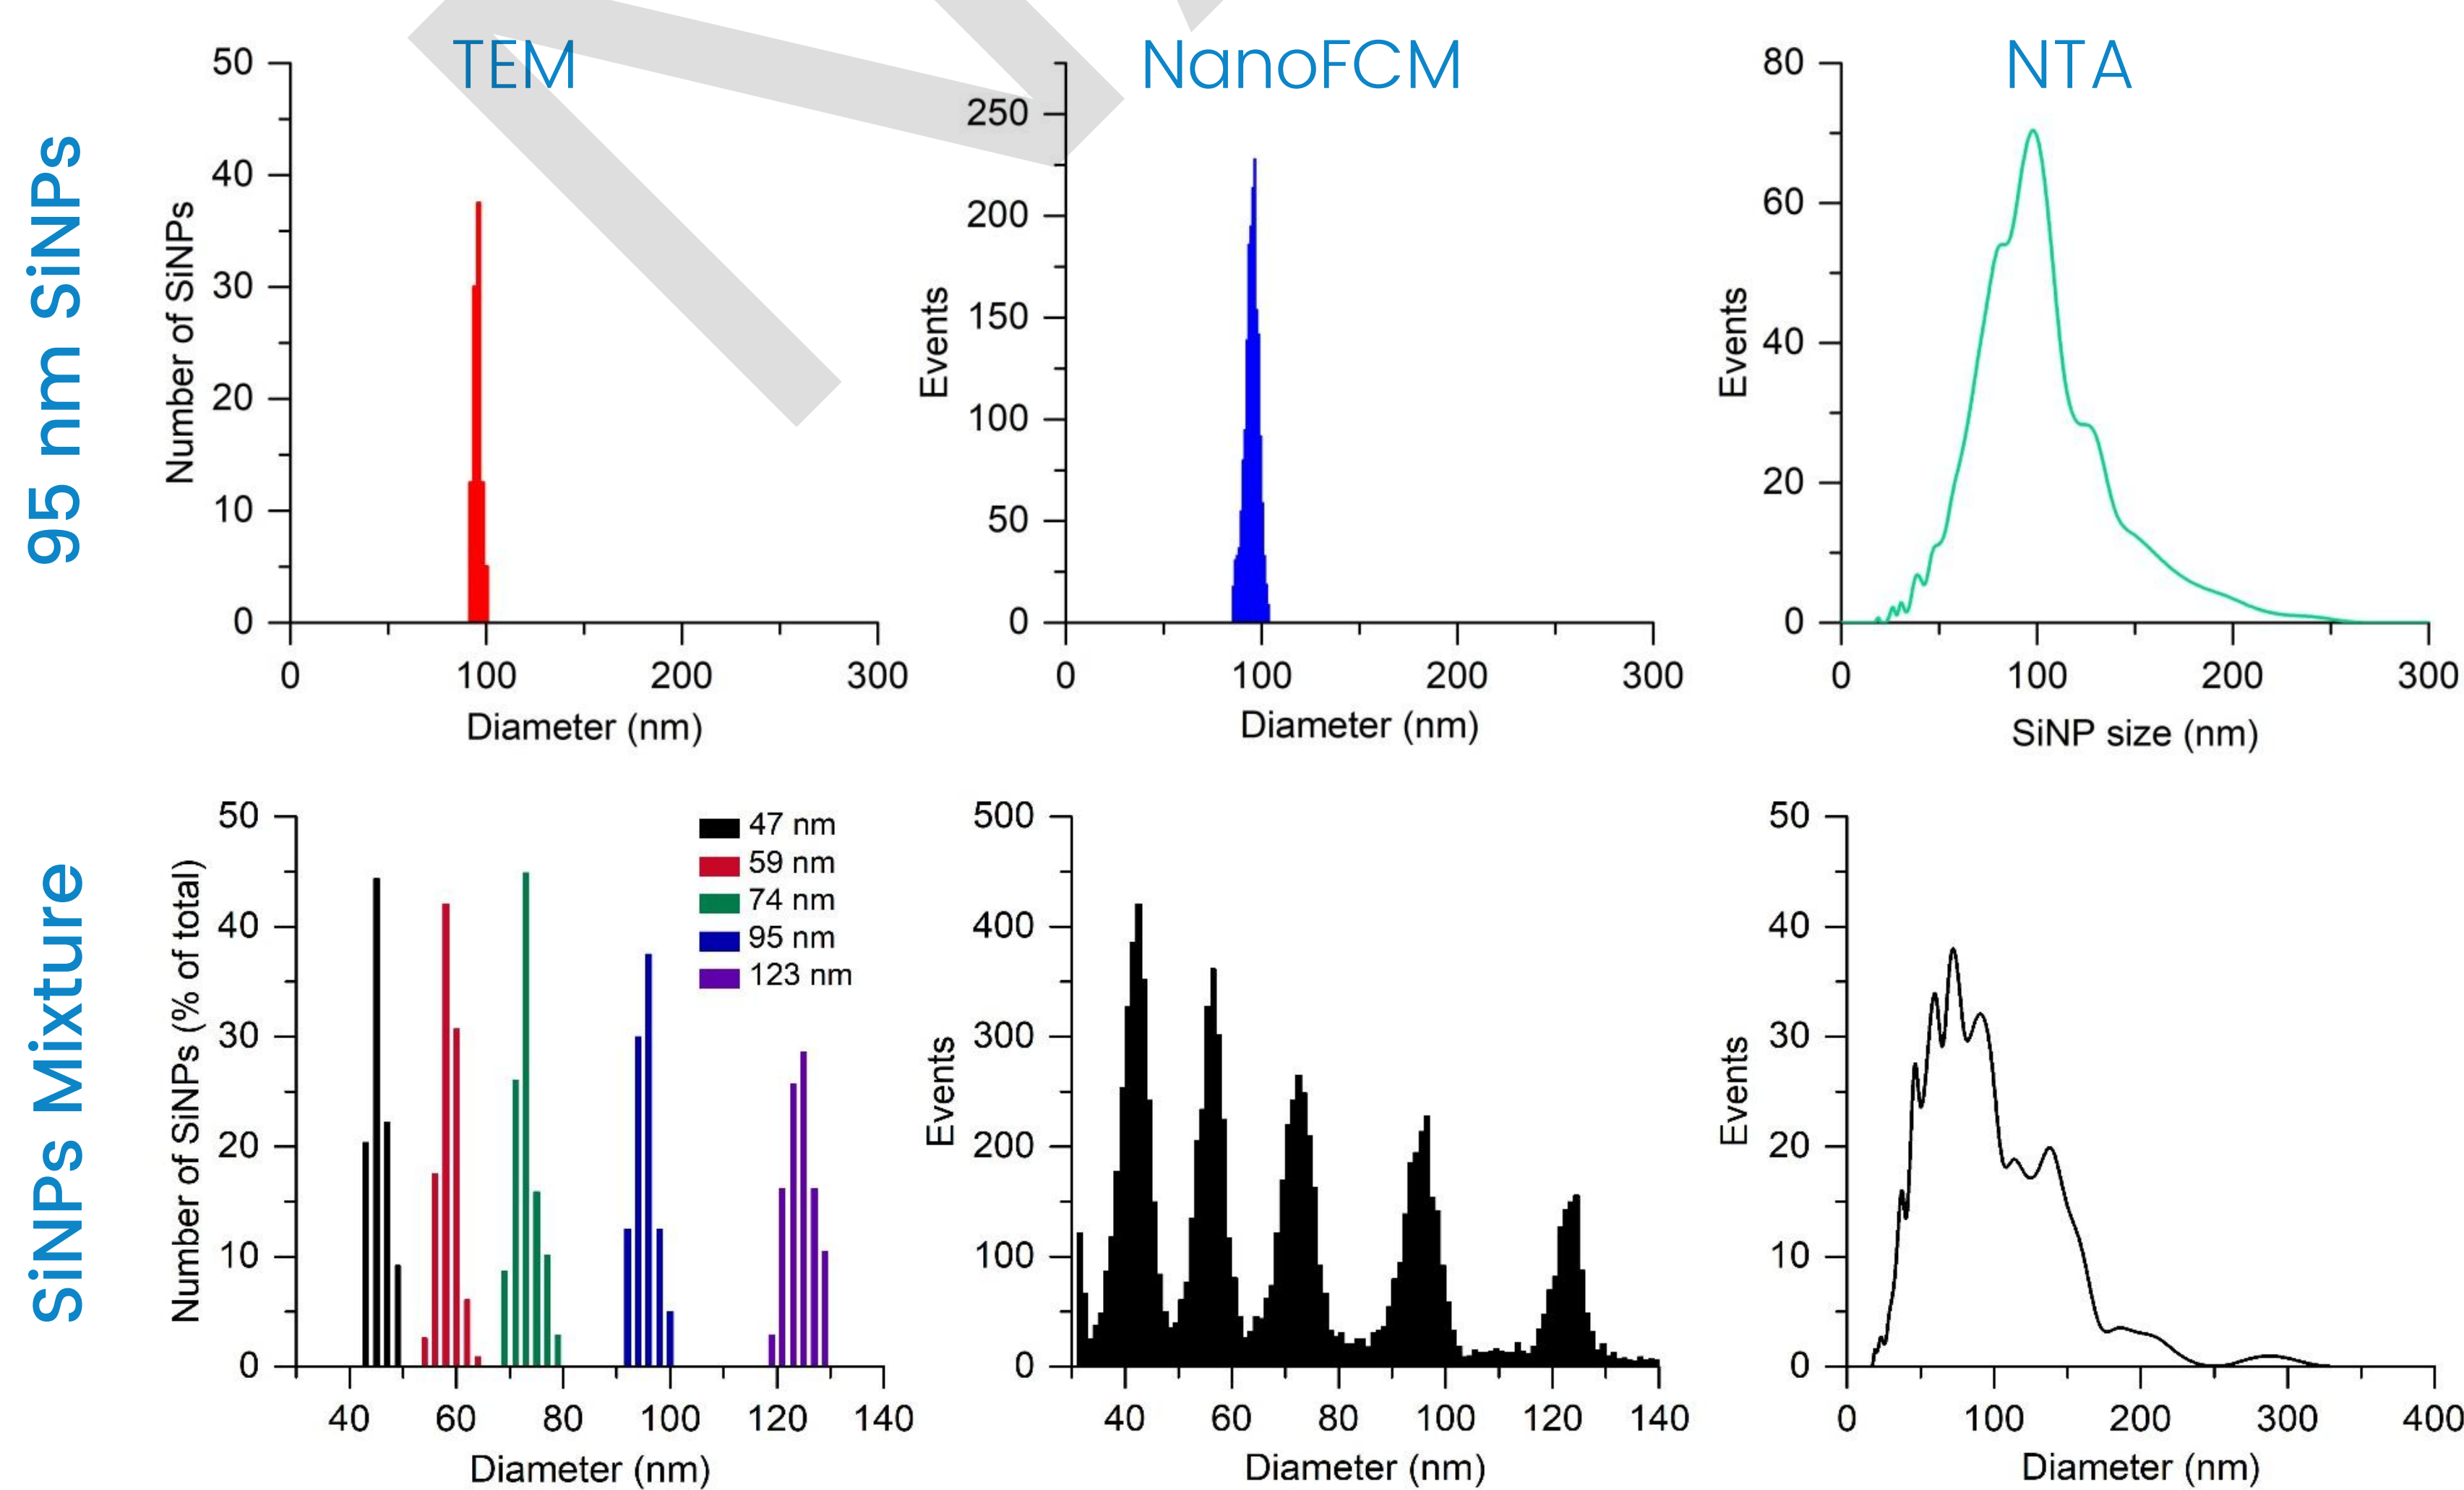 TEM
NanoFCM
NTA
95 nm SiNPs
50
40
30
20
10
0
Number of SiNPs
0 100 200 300
Diameter (nm)
250
200
150
100
50
0
Events
0 100 200 300
Diameter (nm)
80
60
40
20
0
Events
0 100 200 300
SiNP size (nm)
SiNPs Mixture
50
40
30
20
10
0
Number of SiNPs (% of total)
47 nm
59 nm
74 nm
95 nm
123 nm
40 60 80 100 120 140
Diameter (nm)
500
400
300
200
100
0
Events
40 60 80 100 120 140
Diameter (nm)
50
40
30
20
10
0
Events
0 100 200 300 400
Diameter (nm)